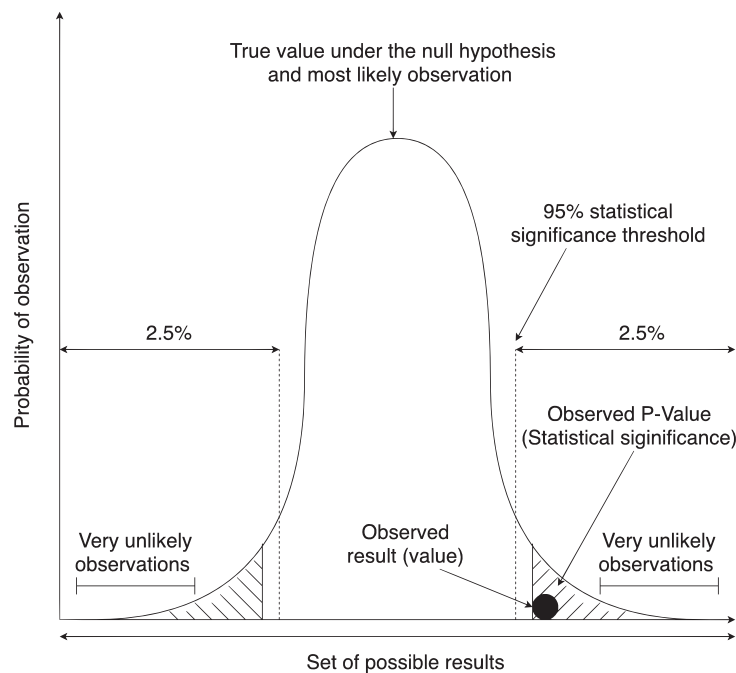 True value under the null hypothesis
and most likely observation
95% statistical
significance threshold
2.5%
2.5%
Probability of observation
Observed P-Value
(Statistical siginificance)
Observed
result (value)
Very unlikely
observations
Very unlikely
observations
Set of possible results